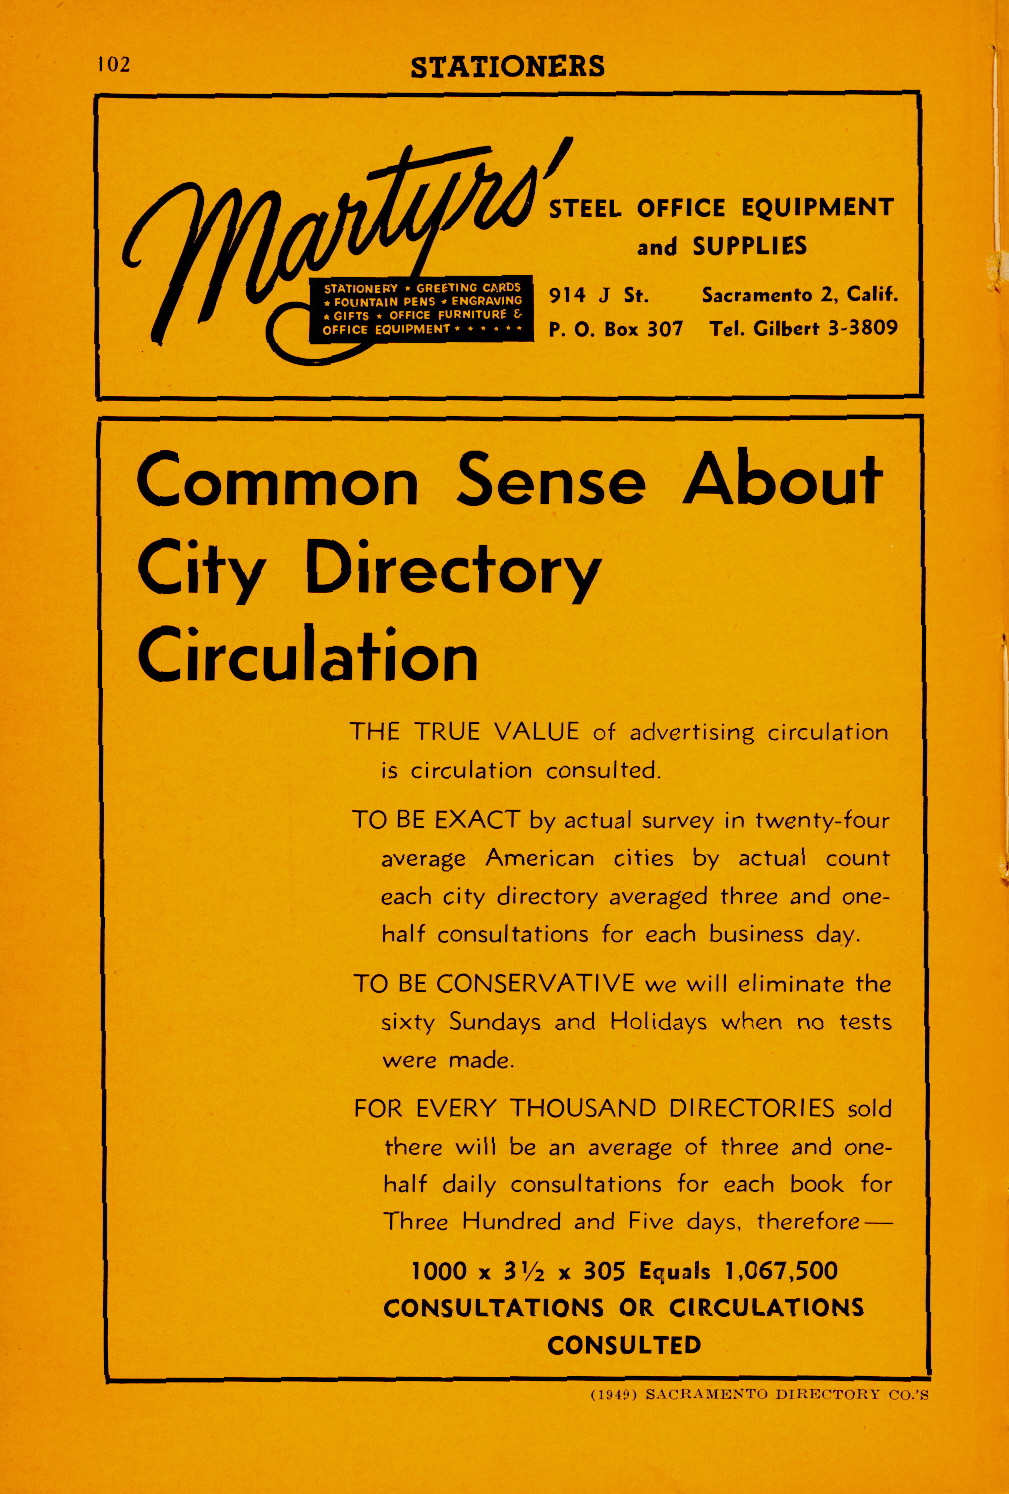 102
STATIONERS
Martyrs'
STATIONERY * GREETING CARDS
* FOUNTAIN PENS * ENGRAVING
* GIFTS * OFFICE FURNITURE &
OFFICE EQUIPMENT * * * * * *
STEEL OFFICE EQUIPMENT
and SUPPLIES
914 J St. Sacramento 2, Calif.
P. O. Box 307 Tel. Gilbert 3-3809
Common Sense About
City Directory
Circulation
THE TRUE VALUE of advertising circulation
is circulation consulted.
TO BE EXACT by actual survey in twenty-four
average American cities by actual count
each city directory averaged three and one-
half consultations for each business day.
TO BE CONSERVATIVE we will eliminate the
sixty Sundays and Holidays when no tests
were made.
FOR EVERY THOUSAND DIRECTORIES sold
there will be an average of three and one-
half daily consultations for each book for
Three Hundred and Five days, therefore—
1000 x 3½ x 305 Equals 1,067,500
CONSULTATIONS OR CIRCULATIONS
CONSULTED
(1949) SACRAMENTO DIRECTORY CO.'S